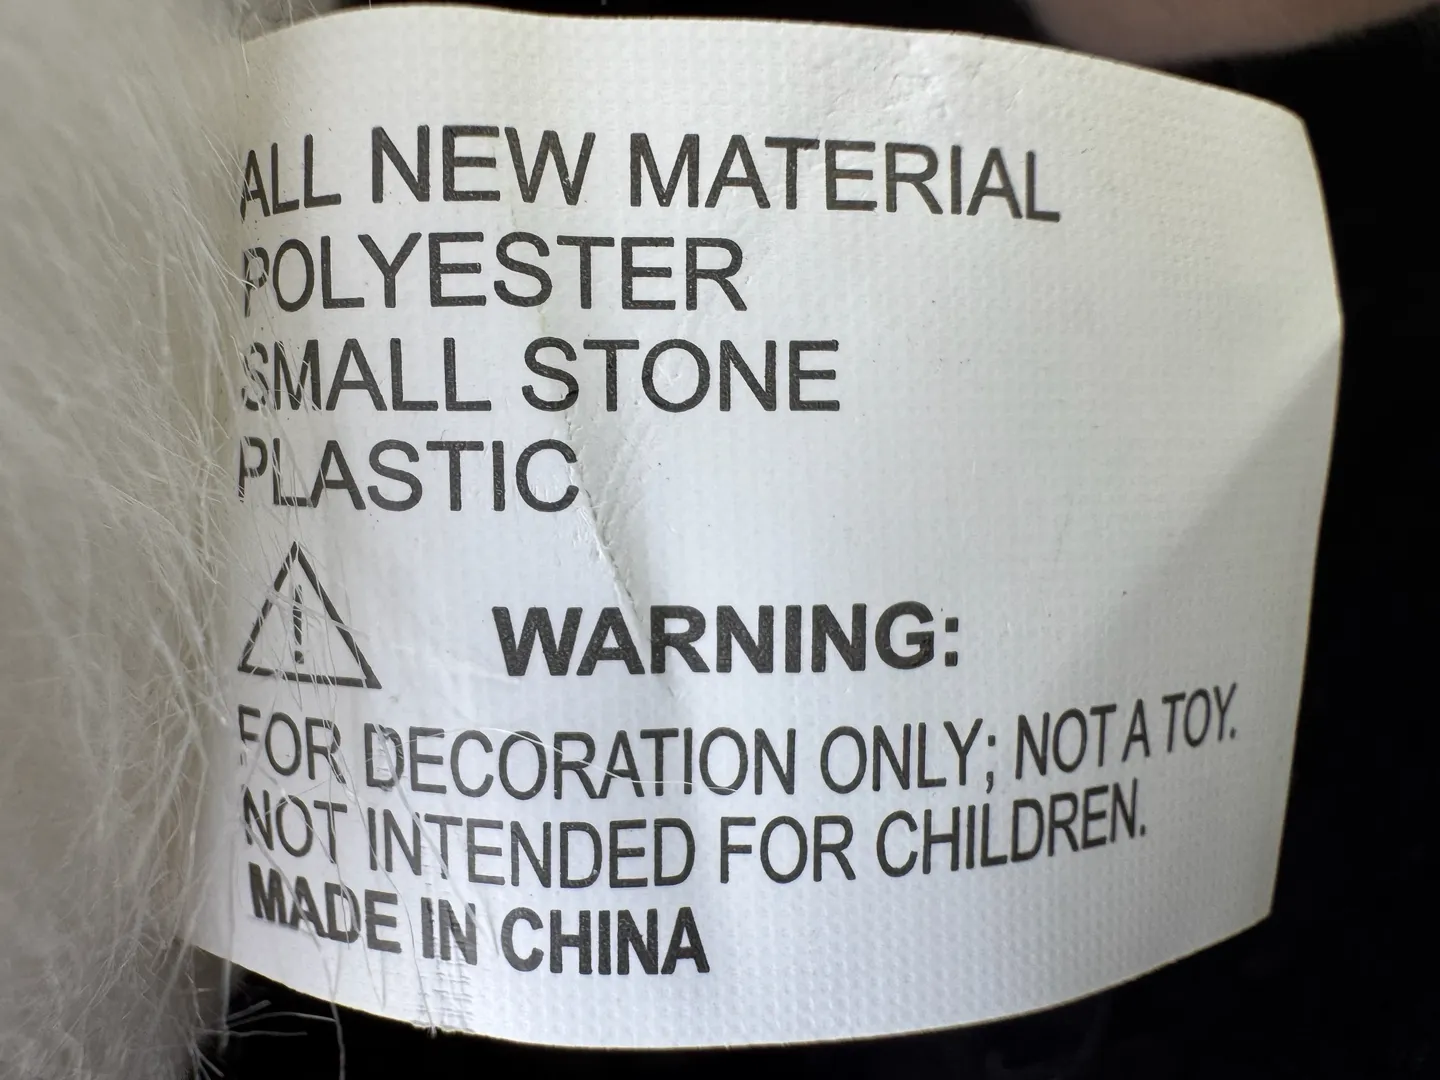 ALL NEW MATERIAL
POLYESTER
SMALL STONE
PLASTIC
WARNING:
FOR DECORATION ONLY; NOT A TOY.
NOT INTENDED FOR CHILDREN.
MADE IN CHINA